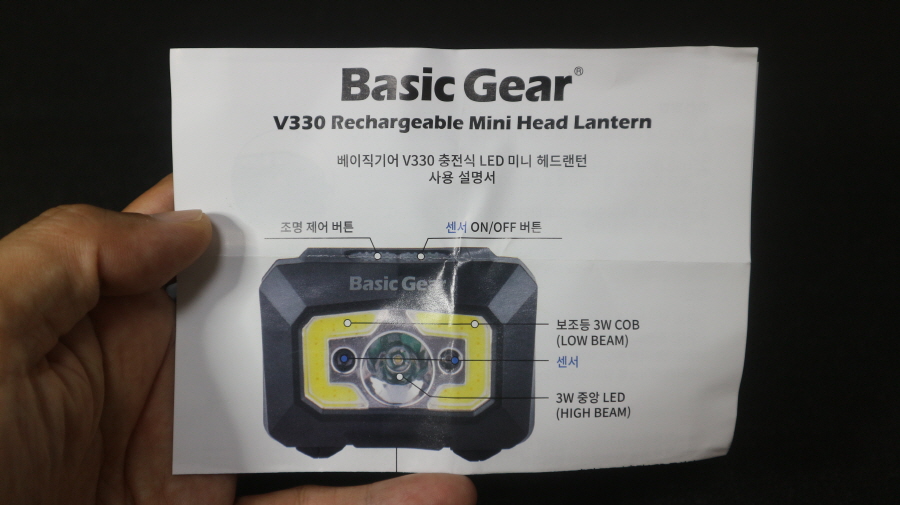 Basic Gear®
V330 Rechargeable Mini Head Lantern
베이직기어 V330 충전식 LED 미니 헤드랜턴
사용 설명서
조명 제어 버튼
센서 ON/OFF 버튼
Basic Gear
보조등 3W COB
(LOW BEAM)
센서
3W 중앙 LED
(HIGH BEAM)